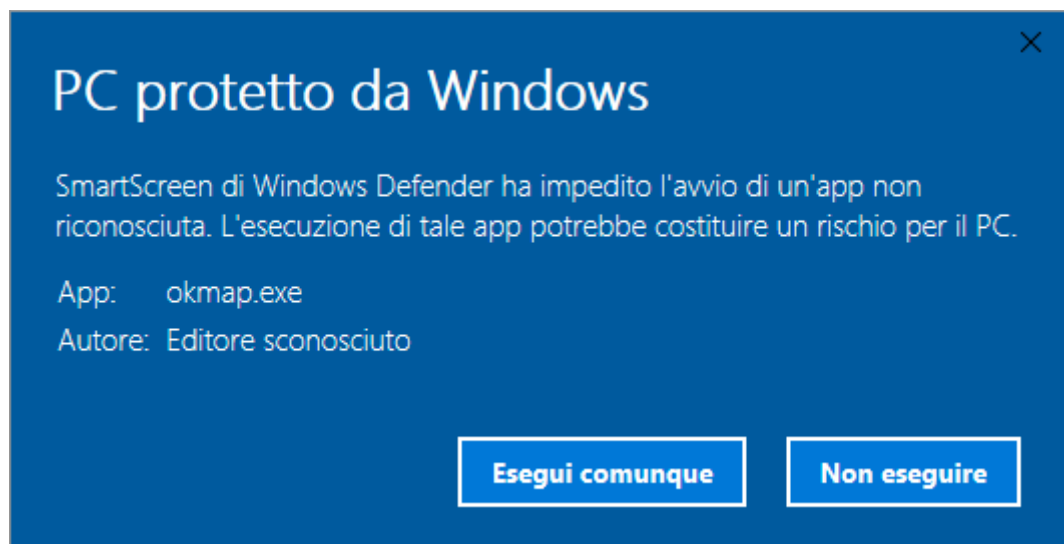 PC protetto da Windows
SmartScreen di Windows Defender ha impedito l'avvio di un'app non
riconosciuta. L'esecuzione di tale app potrebbe costituire un rischio per il PC.
App: okmap.exe
Autore: Editore sconosciuto
Esegui comunque Non eseguire